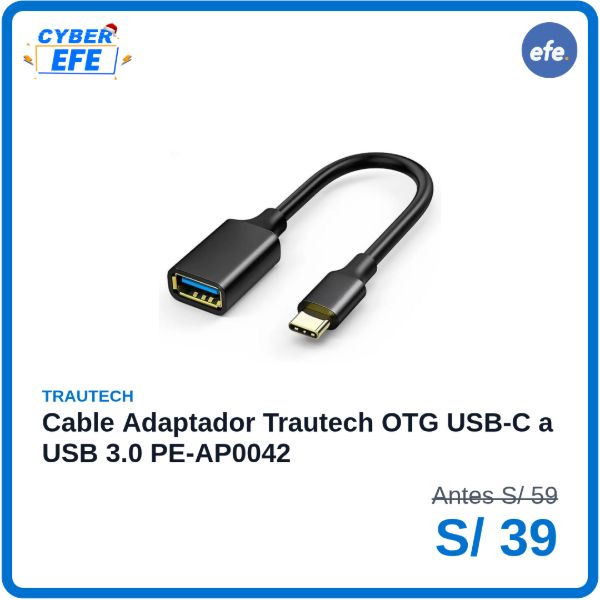 CYBER
EFE
efe.
TRAUTECH
Cable Adaptador Trautech OTG USB-C a
USB 3.0 PE-AP0042
Antes S/ 59
S/ 39